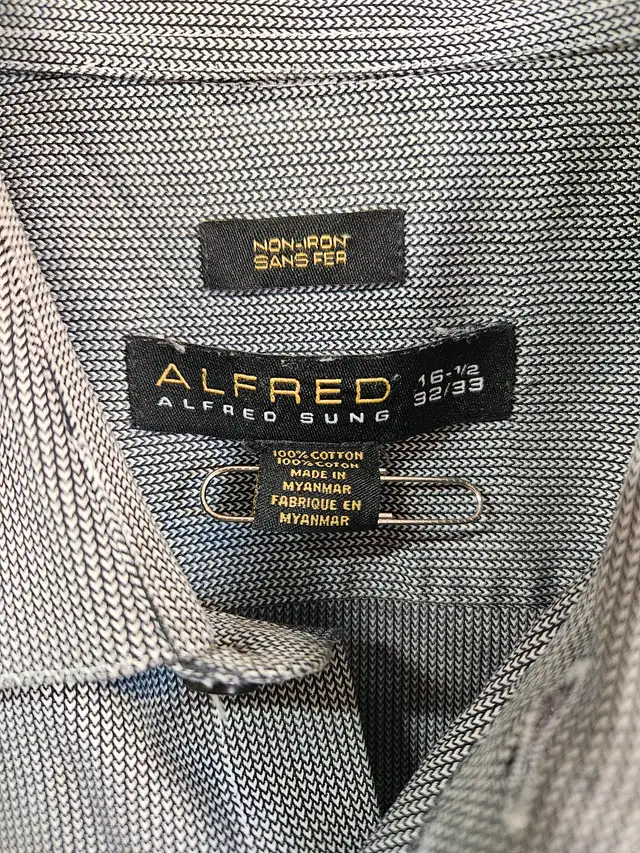 NON-IRON
SANS FER
ALFRED
ALFRED SUNG
16-1/2
32/33
100% COTTON
100% COTON
MADE IN
MYANMAR
FABRIQUE EN
MYANMAR